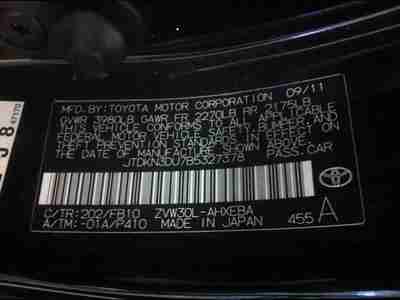 MFD. BY: TOYOTA MOTOR CORPORATION 09/11
GVWR 3980LB GAWR FR 2220LB RR 2175LB
THIS VEHICLE CONFORMS TO ALL APPLICABLE
FEDERAL MOTOR VEHICLE SAFETY, BUMPER, AND
THEFT PREVENTION STANDARDS IN EFFECT ON
THE DATE OF MANUFACTURE SHOWN ABOVE.
JTDKN3DU7B5327378 PASS.CAR
C/TR: 202/FB10 ZVW30L-AHXEBA
A/TM: -01A/P410 MADE IN JAPAN 455 A
J 8
47170